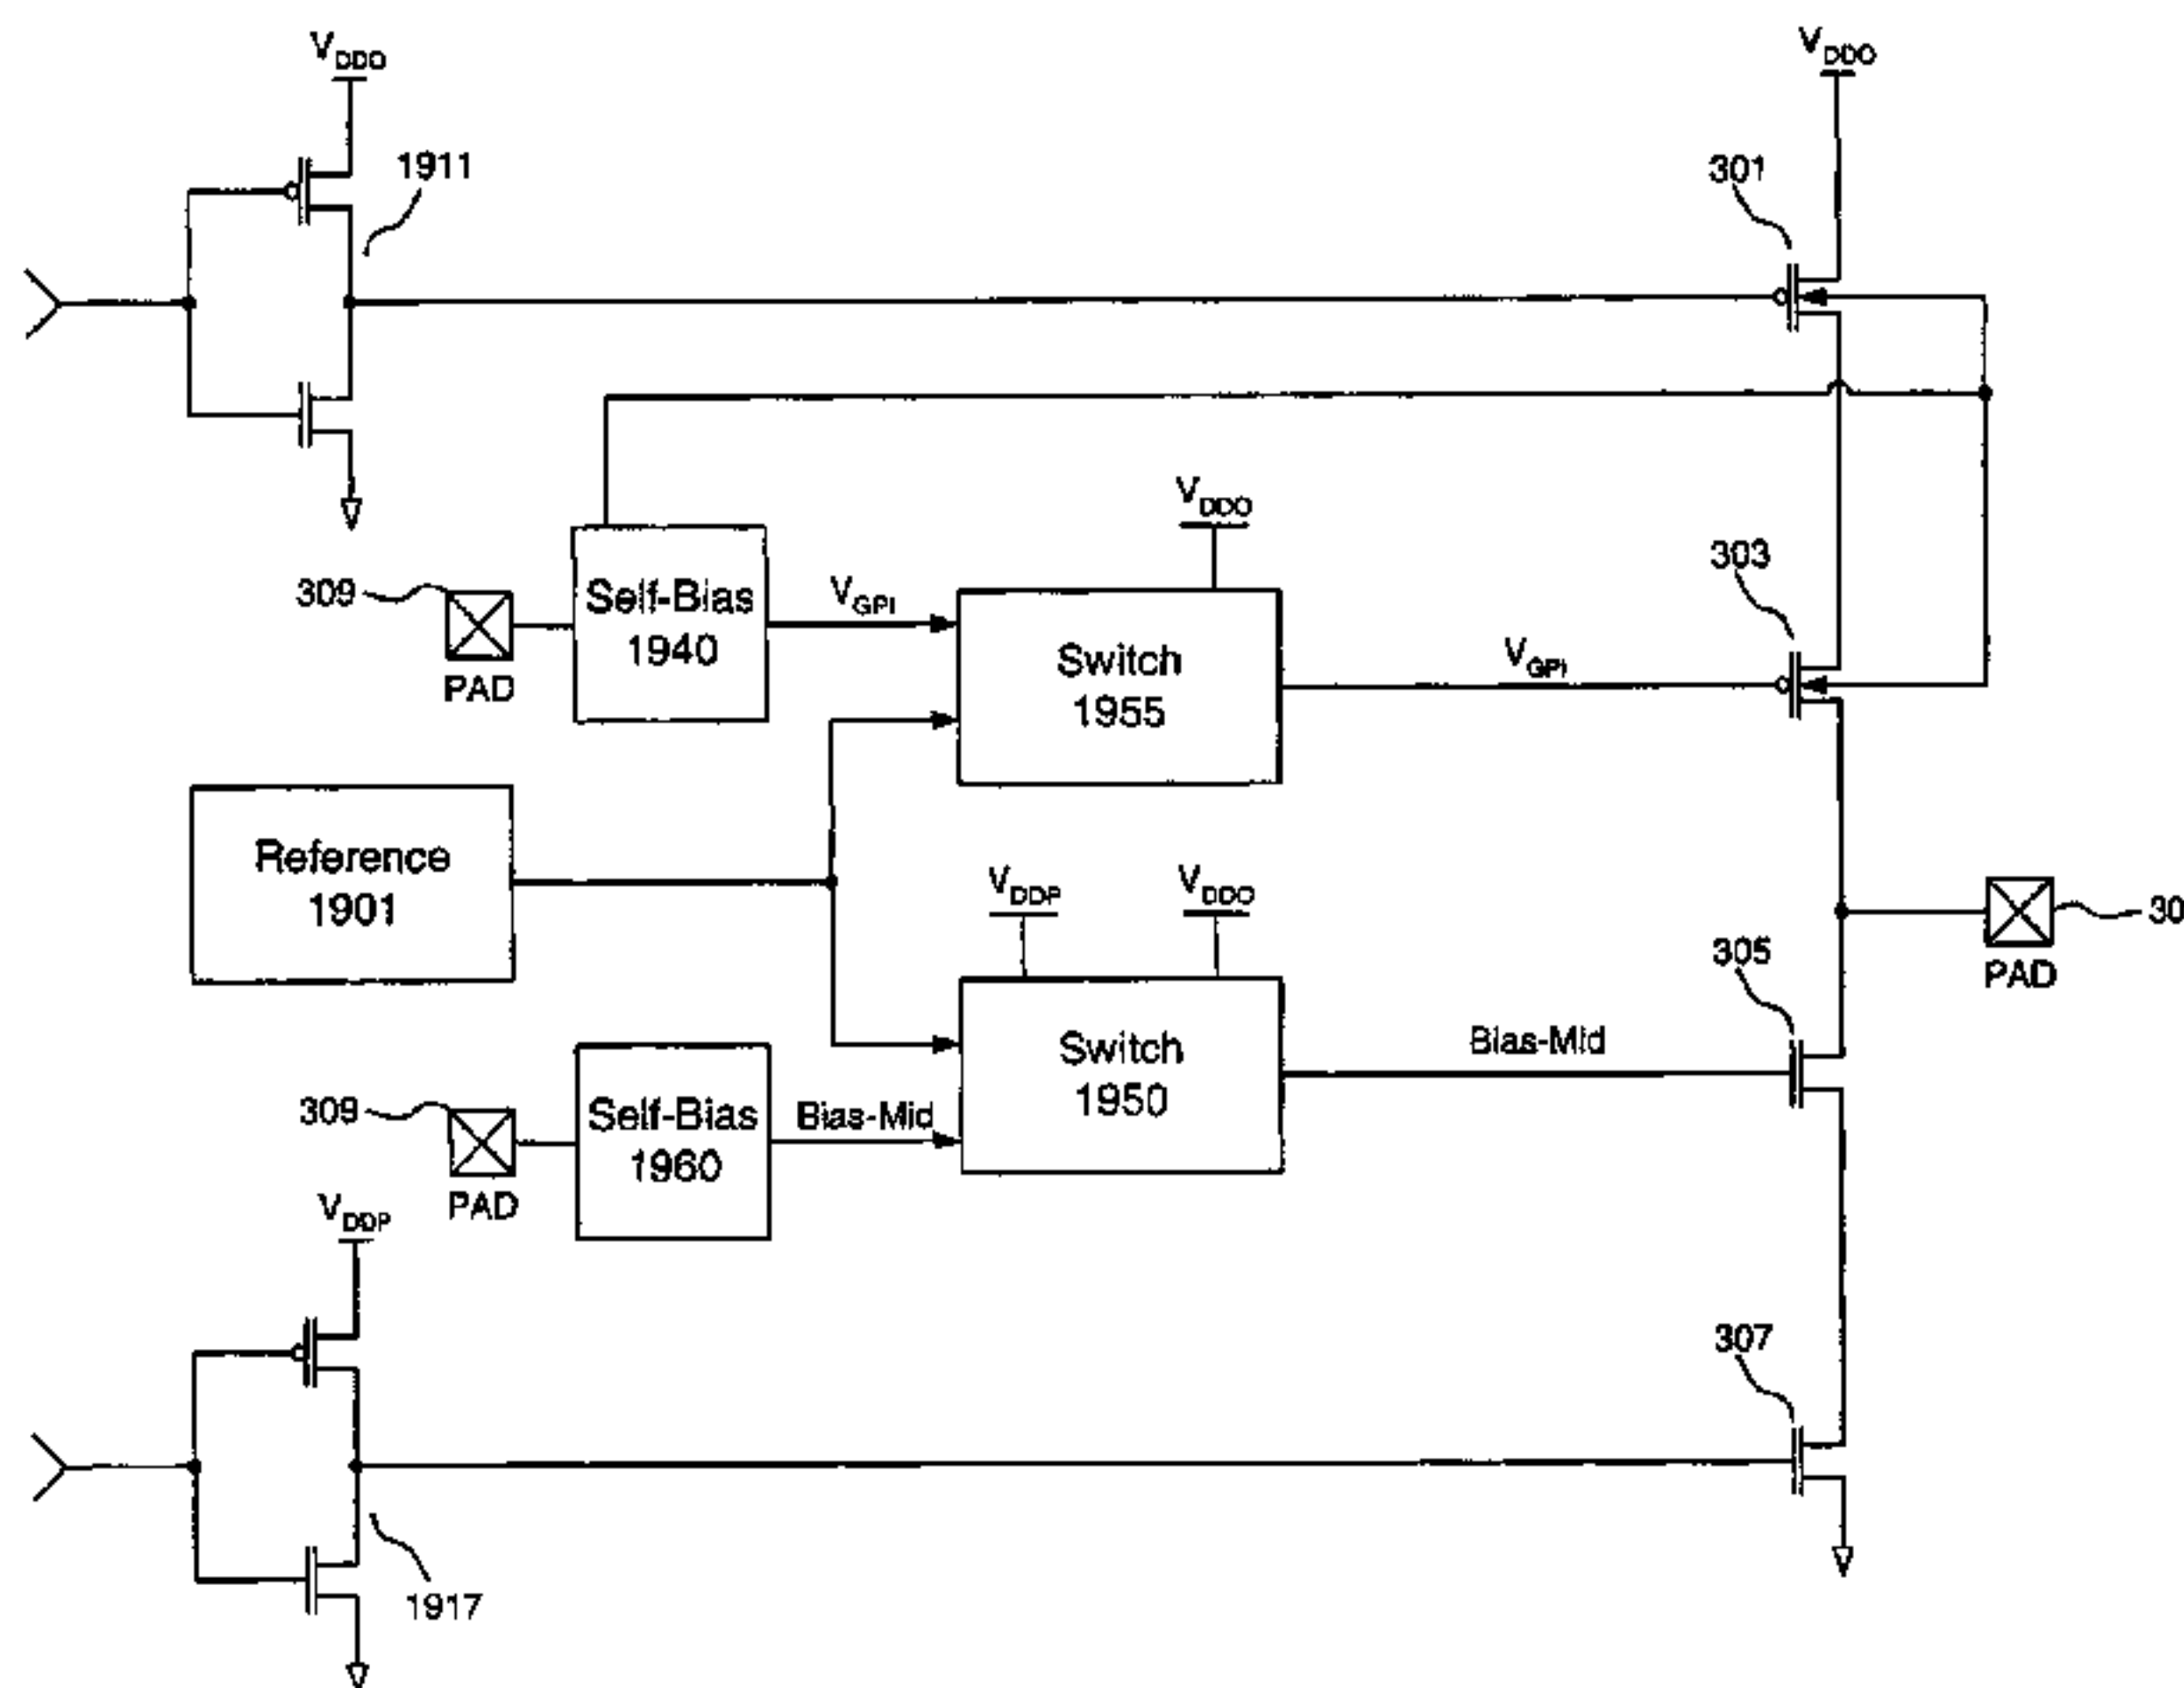 VDDO
VDDO
1911
301
VDDO
303
309
Self-Bias
1940
VGPI
Switch
1955
VGPI
PAD
Reference
1901
VDDP
VDDO
30
305
PAD
Bias-Mid
Switch
1950
309
Self-Bias
1960
Bias-Mid
PAD
VDDP
307
1917